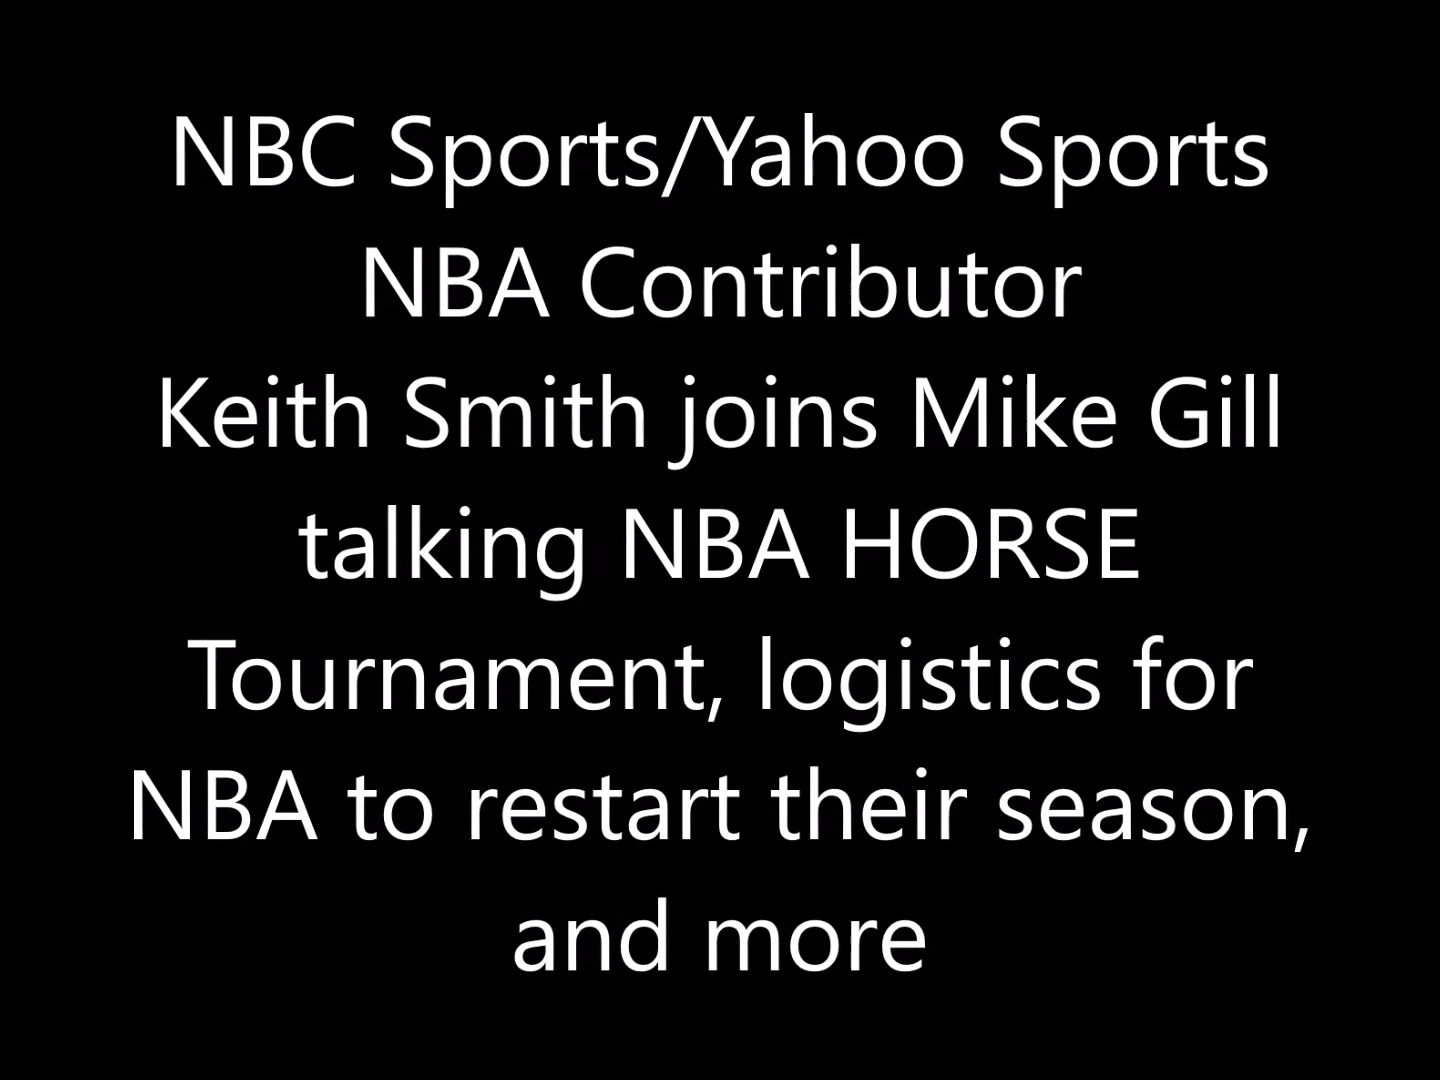 NBC Sports/Yahoo Sports
NBA Contributor
Keith Smith joins Mike Gill
talking NBA HORSE
Tournament, logistics for
NBA to restart their season,
and more